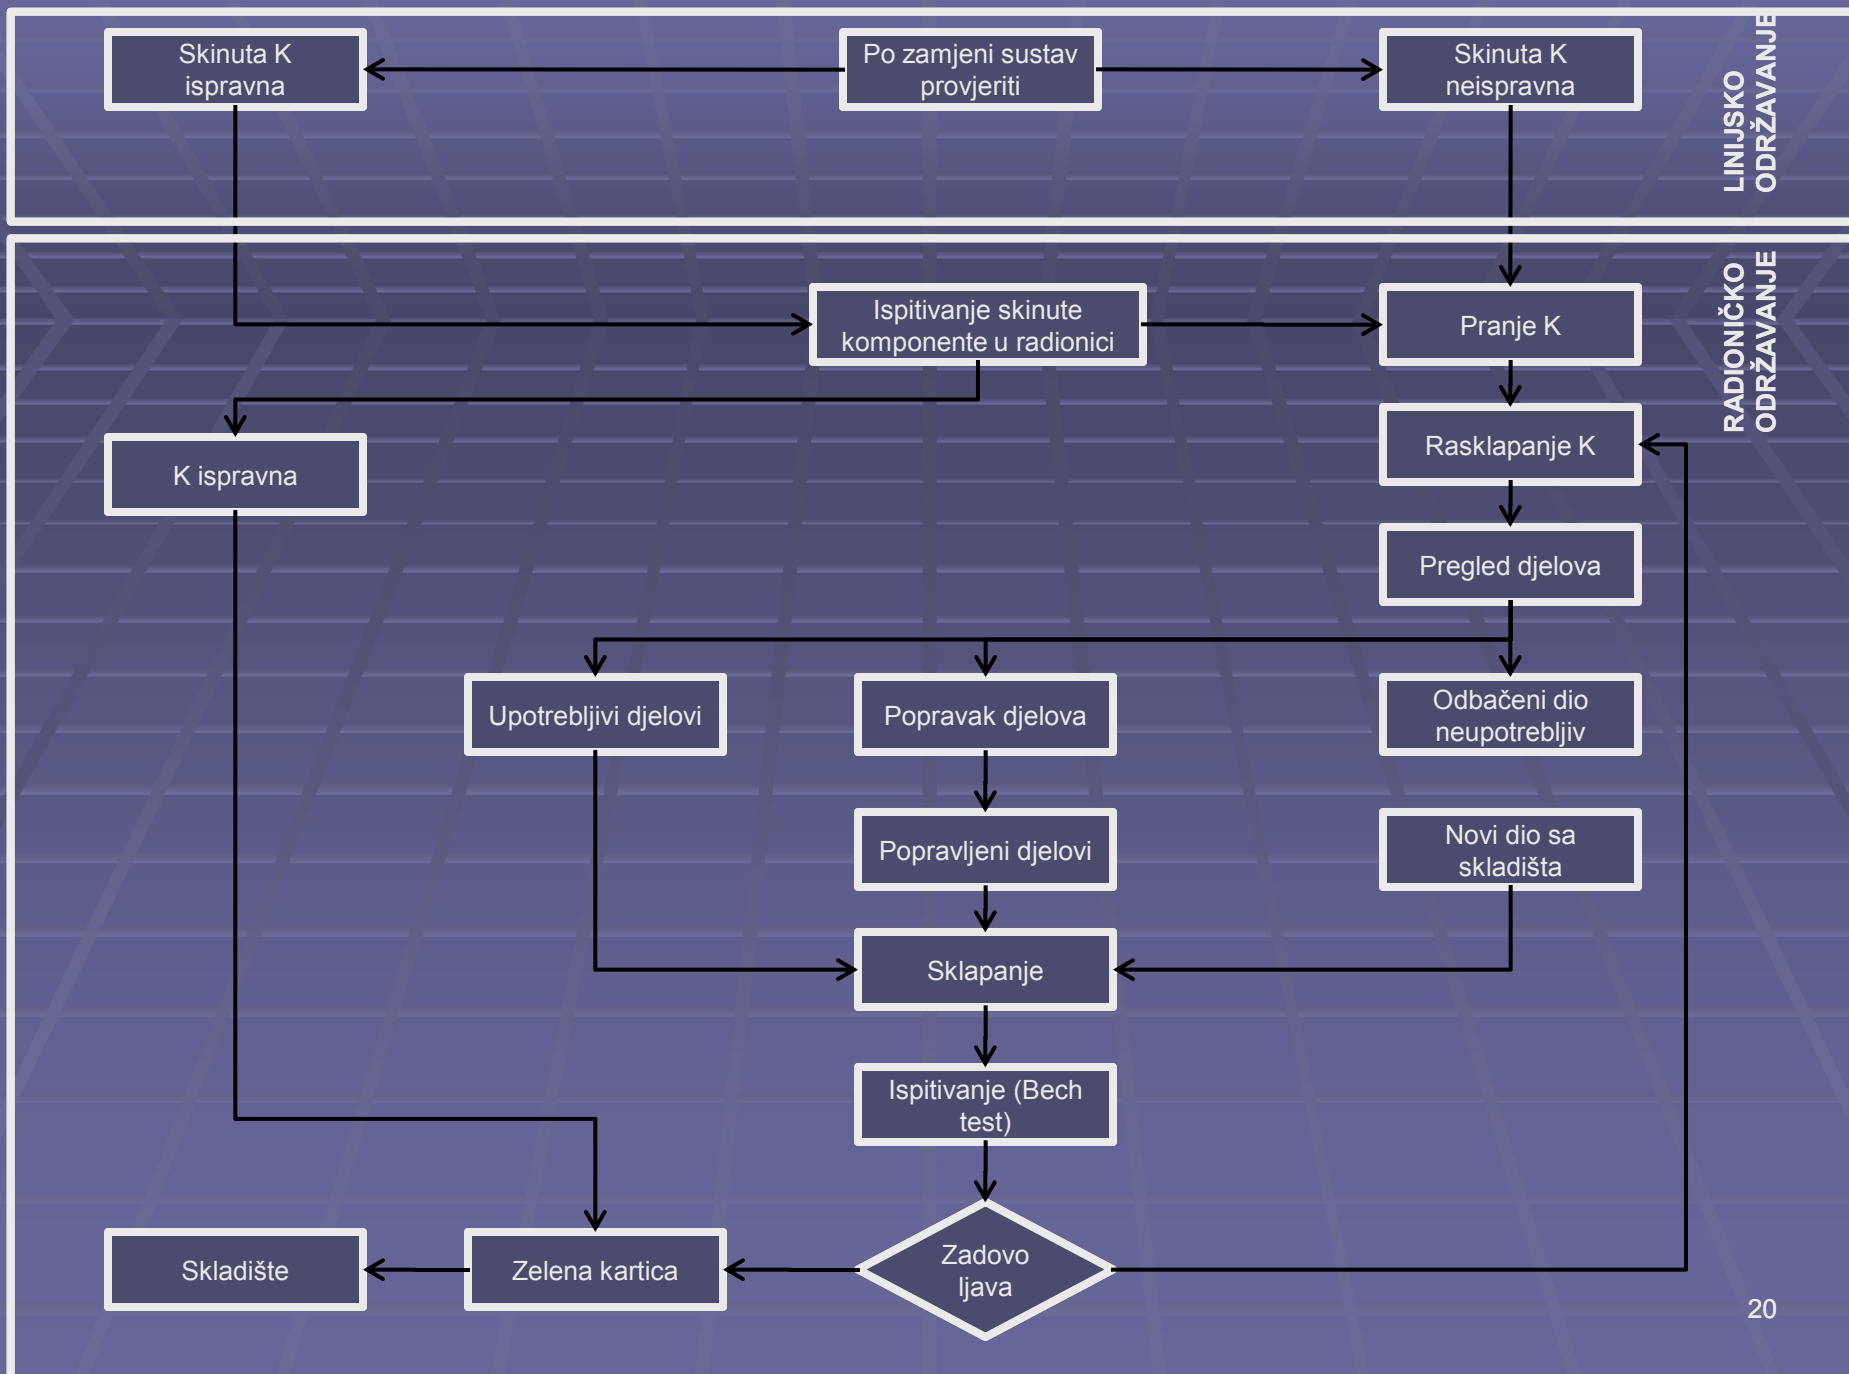 Skinuta K
ispravna
Po zamjeni sustav
provjeriti
Skinuta K
neispravna
LINIJSKO
ODRŽAVANJE
RADIONIČKO
ODRŽAVANJE
Ispitivanje skinute
komponente u radionici
Pranje K
Rasklapanje K
K ispravna
Pregled djelova
Upotrebljivi djelovi
Popravak djelova
Odbačeni dio
neupotrebljiv
Popravljeni djelovi
Novi dio sa
skladišta
Sklapanje
Ispitivanje (Bech
test)
Skladište
Zelena kartica
Zadovo
ljava
20